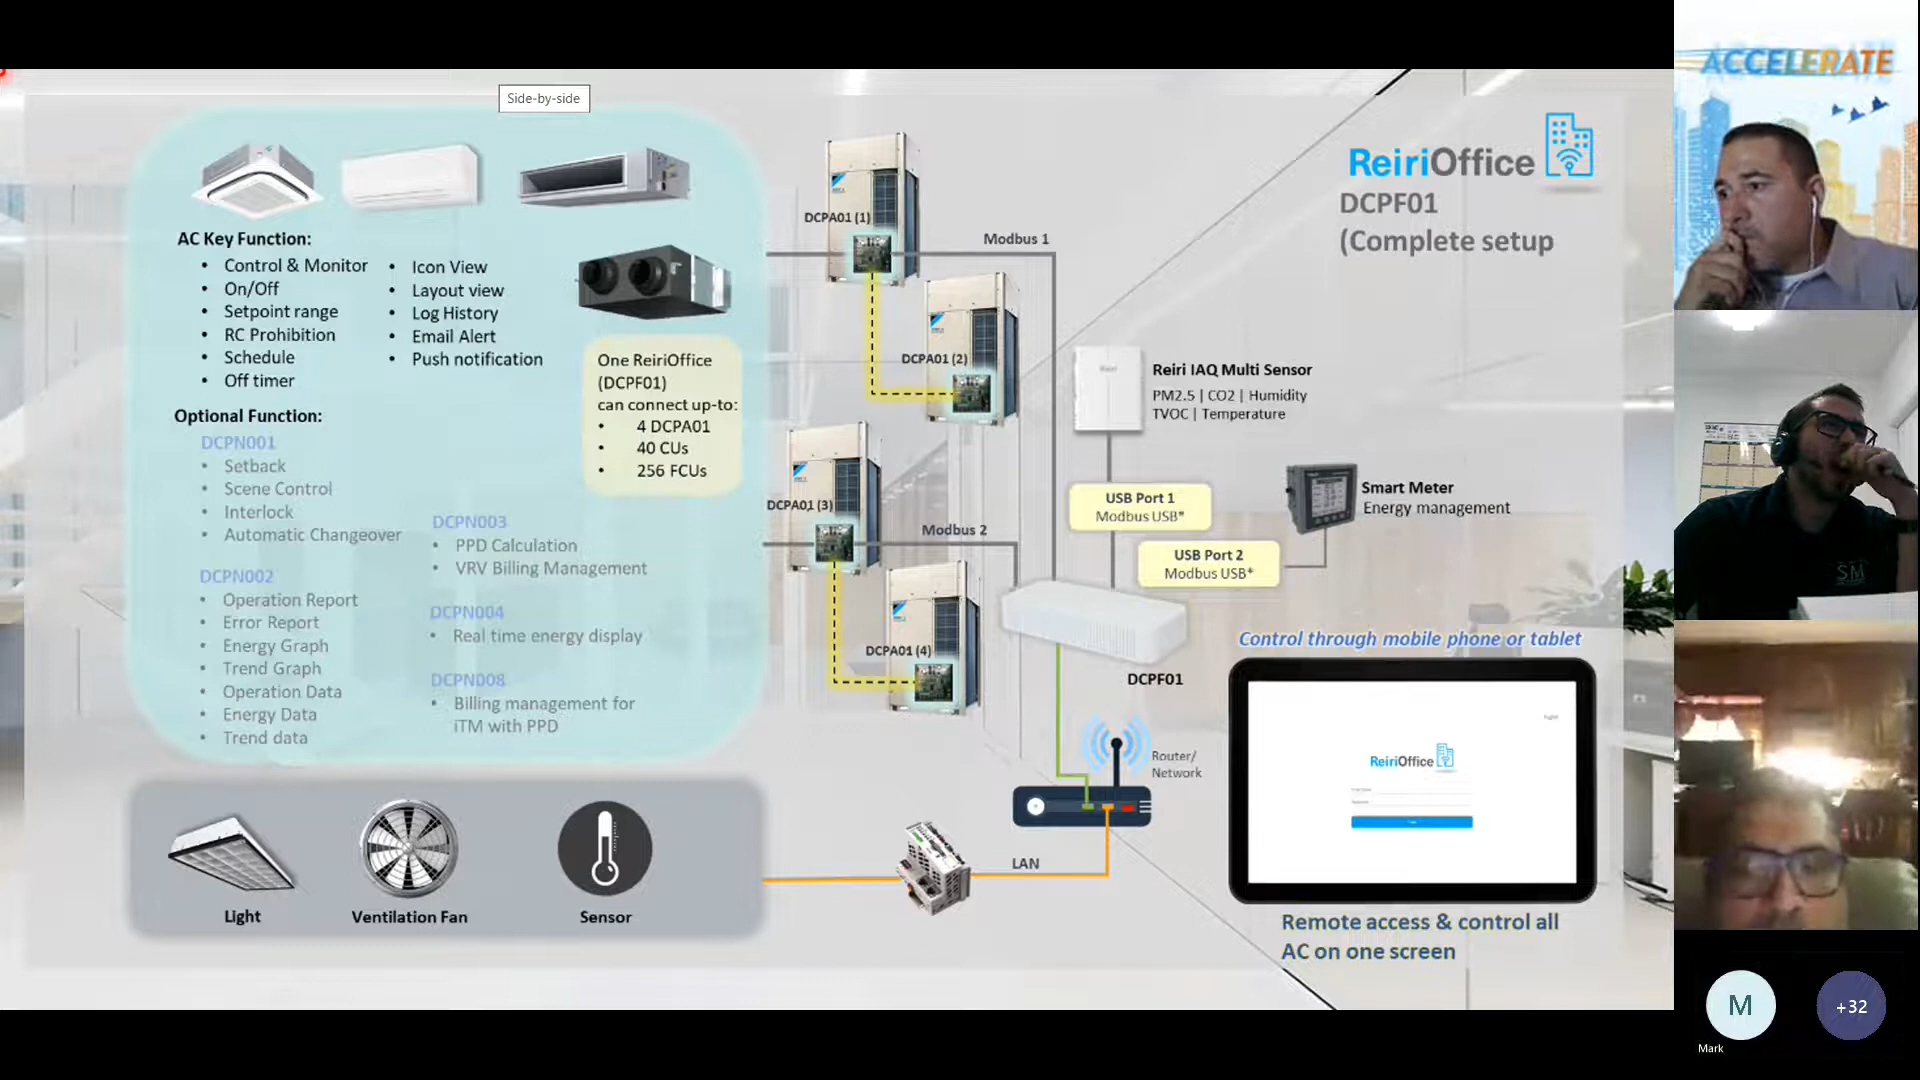 Side-by-side
AC Key Function:
• Control & Monitor
• On/Off
• Setpoint range
• RC Prohibition
• Schedule
• Off timer
• Icon View
• Layout view
• Log History
• Email Alert
• Push notification
Optional Function:
DCPN001
• Setback
• Scene Control
• Interlock
• Automatic Changeover
DCPN002
• Operation Report
• Error Report
• Energy Graph
• Trend Graph
• Operation Data
• Energy Data
• Trend data
DCPN003
• PPD Calculation
• VRV Billing Management
DCPN004
• Real time energy display
DCPN008
• Billing management for
iTM with PPD
One ReiriOffice
(DCPF01)
can connect up-to:
• 4 DCPA01
• 40 CUs
• 256 FCUs
Light
Ventilation Fan
Sensor
DCPA01 (1)
DCPA01 (2)
DCPA01 (3)
DCPA01 (4)
Modbus 1
Modbus 2
ReiriOffice
DCPF01
(Complete setup
Reiri IAQ Multi Sensor
PM2.5 | CO2 | Humidity
TVOC | Temperature
USB Port 1
Modbus USB*
USB Port 2
Modbus USB*
Smart Meter
Energy management
DCPF01
Router/
Network
LAN
Control through mobile phone or tablet
ReiriOffice
Remote access & control all
AC on one screen
ACCELERATE
SM
M
Mark
+32